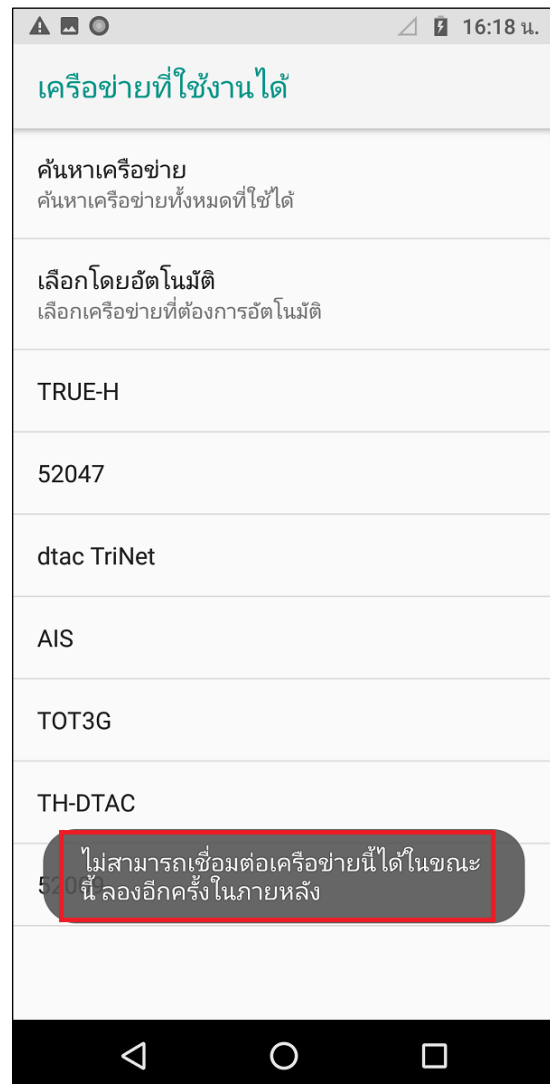 16:18 น.
เครือข่ายที่ใช้งานได้
ค้นหาเครือข่าย
ค้นหาเครือข่ายทั้งหมดที่ใช้ได้
เลือกโดยอัตโนมัติ
เลือกเครือข่ายที่ต้องการอัตโนมัติ
TRUE-H
52047
dtac TriNet
AIS
TOT3G
TH-DTAC
ไม่สามารถเชื่อมต่อเครือข่ายนี้ได้ในขณะ
นี้ ลองอีกครั้งในภายหลัง